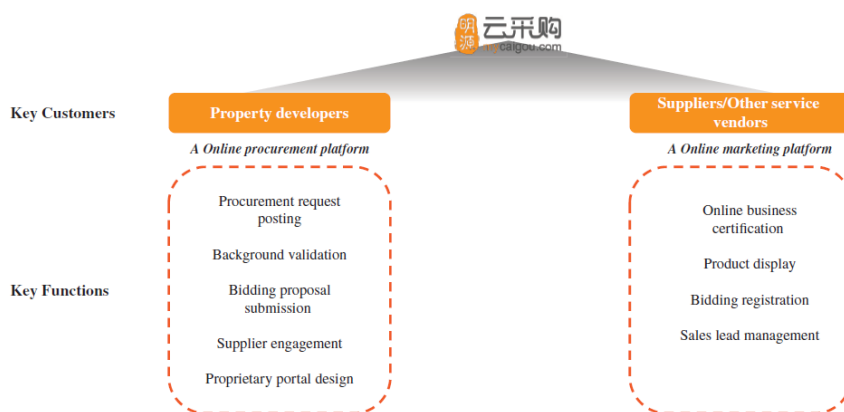 明源
云采购
caigou.com
Key Customers
Property developers
Suppliers/Other service
vendors
A Online procurement platform
A Online marketing platform
Key Functions
Procurement request
posting
Background validation
Bidding proposal
submission
Supplier engagement
Proprietary portal design
Online business
certification
Product display
Bidding registration
Sales lead management